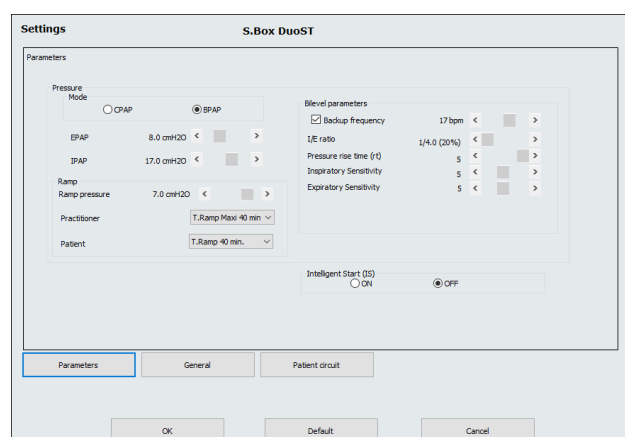 Settings
S.Box DuoST
Parameters
Pressure
Mode
CPAP
BPAP
EPAP 8.0 cmH2O
IPAP 17.0 cmH2O
Ramp
Ramp pressure 7.0 cmH2O
Practitioner T.Ramp Maxi 40 min
Patient T.Ramp 40 min.
Bilevel parameters
Backup frequency 17 bpm
I/E ratio 1/4.0 (20%)
Pressure rise time (rt) 5
Inspiratory Sensitivity 5
Expiratory Sensitivity 5
Intelligent Start (IS)
ON
OFF
Parameters
General
Patient circuit
OK
Default
Cancel